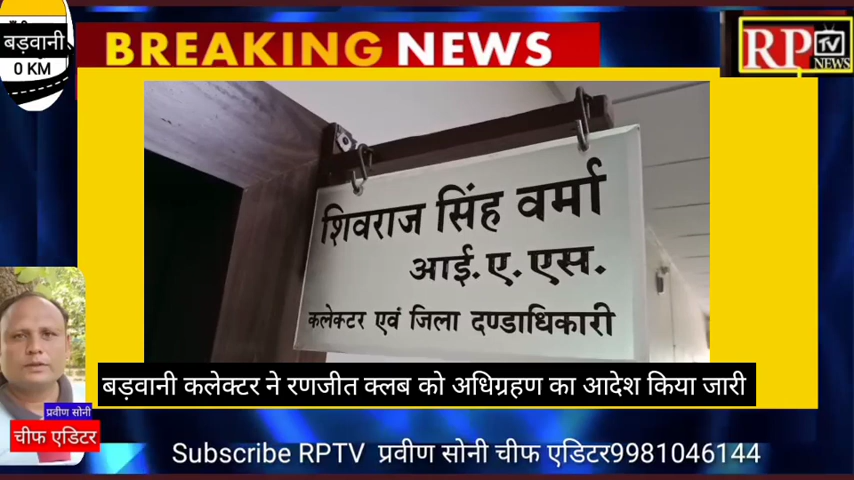 बड़वानी
0 KM
BREAKING NEWS
RP TV NEWS
शिवराज सिंह वर्मा
आई.ए.एस.
कलेक्टर एवं जिला दण्डाधिकारी
बड़वानी कलेक्टर ने रणजीत क्लब को अधिग्रहण का आदेश किया जारी
प्रवीण सोनी
चीफ एडिटर
Subscribe RPTV प्रवीण सोनी चीफ एडिटर9981046144